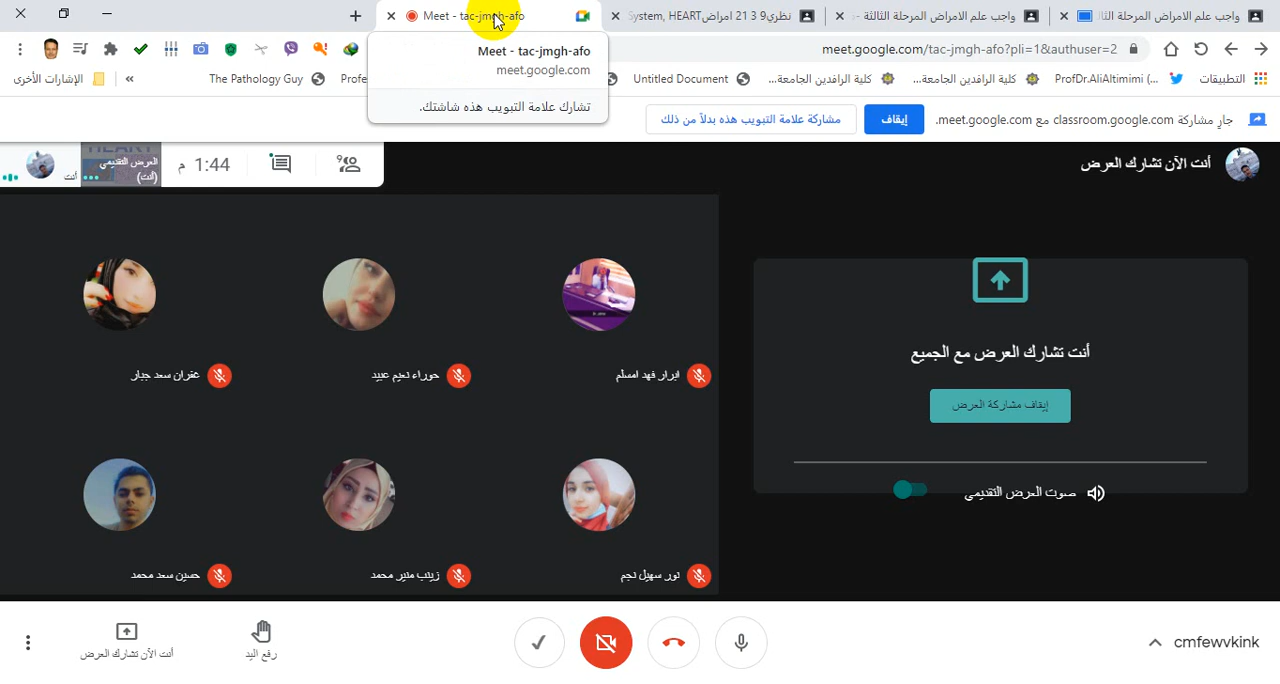 واجب علم الامراض المرحلة الثا
واجب علم الامراض المرحلة الثالثة -
نظري9 3 21 امراضSystem, HEART
Meet - tac-jmgh-afo
meet.google.com/tac-jmgh-afo?pli=1&authuser=2
Meet - tac-jmgh-afo
meet.google.com
تشارك علامة التبويب هذه شاشتك.
التطبيقات
ProfDr.AliAltimimi (...
كلية الرافدين الجامعة...
كلية الرافدين الجامعة...
Untitled Document
Profe
The Pathology Guy
»
الإشارات الأخرى
جارٍ مشاركة classroom.google.com مع meet.google.com.
إيقاف
مشاركة علامة التبويب هذه بدلاً من ذلك
أنت الآن تشارك العرض
9
1:44 م
العرض التقديمي (أنت)
أنت
HEART
ابرار فهد امسلم
حوراء نعيم عبيد
غفران سعد جبار
نور سهيل نجم
زينب منير محمد
حسين سعد محمد
أنت تشارك العرض مع الجميع
إيقاف مشاركة العرض
صوت العرض التقديمي
cmfewvkink
رفع اليد
أنت الآن تشارك العرض